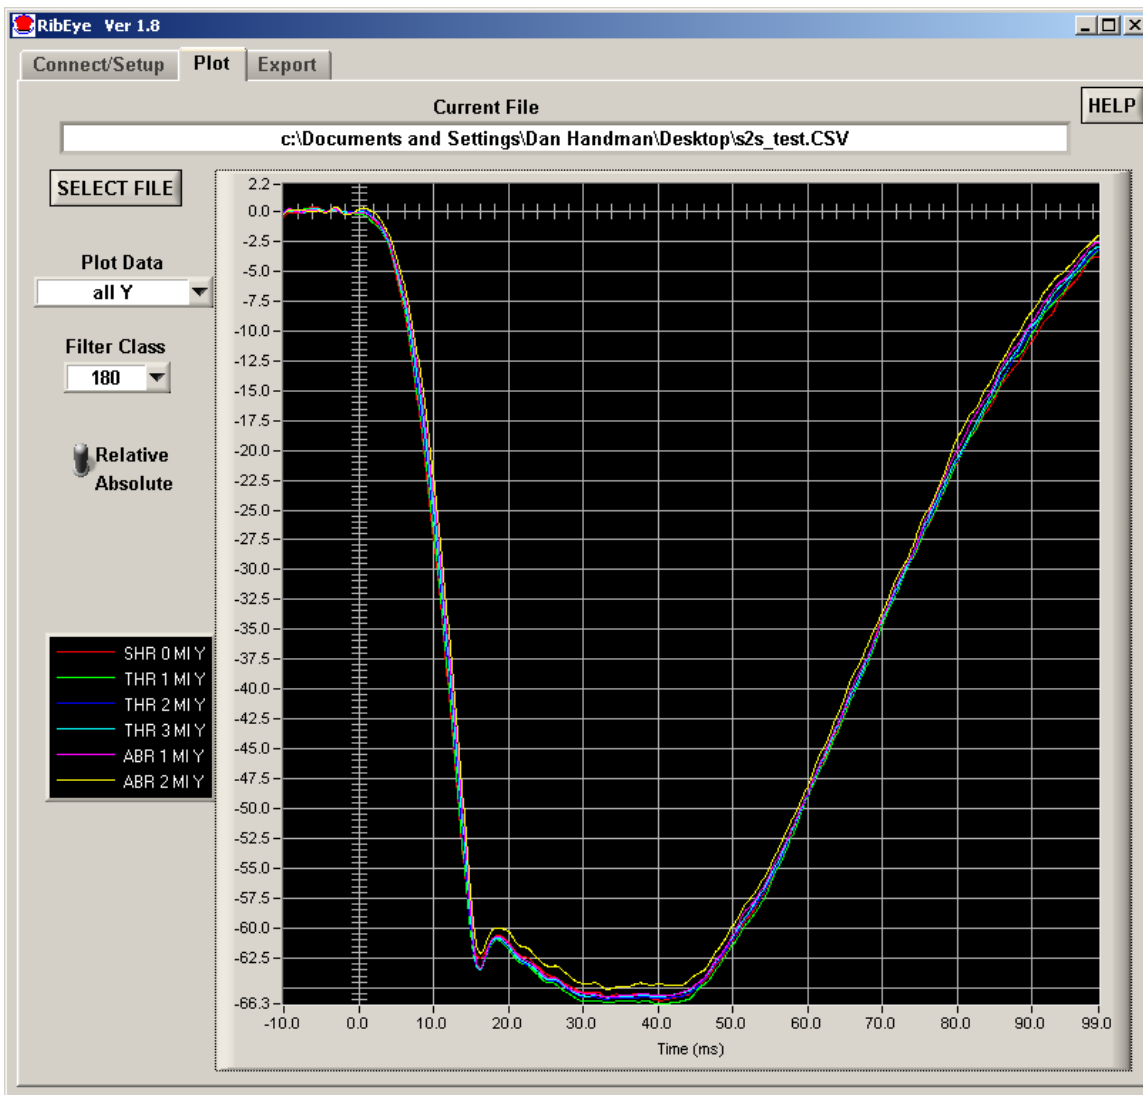 RibEye Ver 1.8
Connect/Setup Plot Export
Current File
HELP
c:\Documents and Settings\Dan Handman\Desktop\s2s_test.CSV
SELECT FILE
Plot Data
all Y
Filter Class
180
Relative
Absolute
SHR 0 MI Y
THR 1 MI Y
THR 2 MI Y
THR 3 MI Y
ABR 1 MI Y
ABR 2 MI Y
2.2
0.0
-2.5
-5.0
-7.5
-10.0
-12.5
-15.0
-17.5
-20.0
-22.5
-25.0
-27.5
-30.0
-32.5
-35.0
-37.5
-40.0
-42.5
-45.0
-47.5
-50.0
-52.5
-55.0
-57.5
-60.0
-62.5
-66.3
-10.0 0.0 10.0 20.0 30.0 40.0 50.0 60.0 70.0 80.0 90.0 99.0
Time (ms)